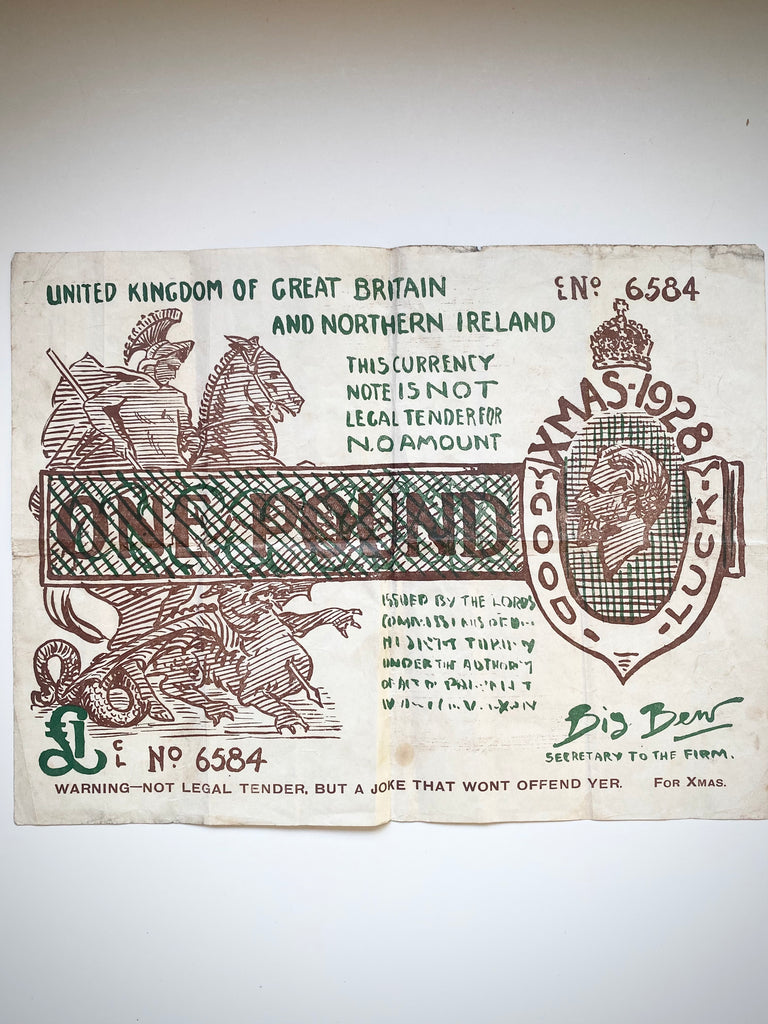 UNITED KINGDOM OF GREAT BRITAIN
AND NORTHERN IRELAND
C L No 6584
THIS CURRENCY
NOTE IS NOT
LEGAL TENDER FOR
N.O AMOUNT
XMAS-1928
GOOD - LUCK
ONE POUND
ISSUED BY THE LORDS
UNDER THE AUTHORITY
Big Ben
SECRETARY TO THE FIRM.
£1
C L No 6584
WARNING—NOT LEGAL TENDER, BUT A JOKE THAT WONT OFFEND YER. FOR XMAS.